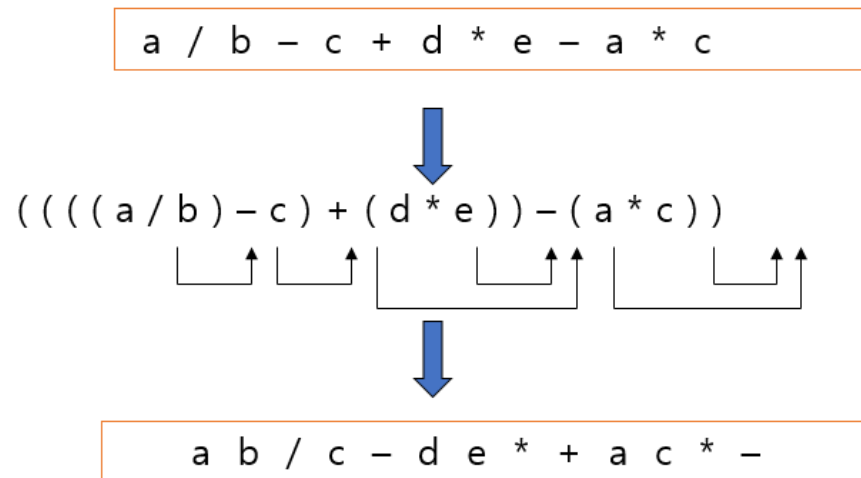 a / b – c + d * e – a * c
( ( ( ( a / b ) – c ) + ( d * e ) ) – ( a * c ) )
a b / c – d e * + a c * –